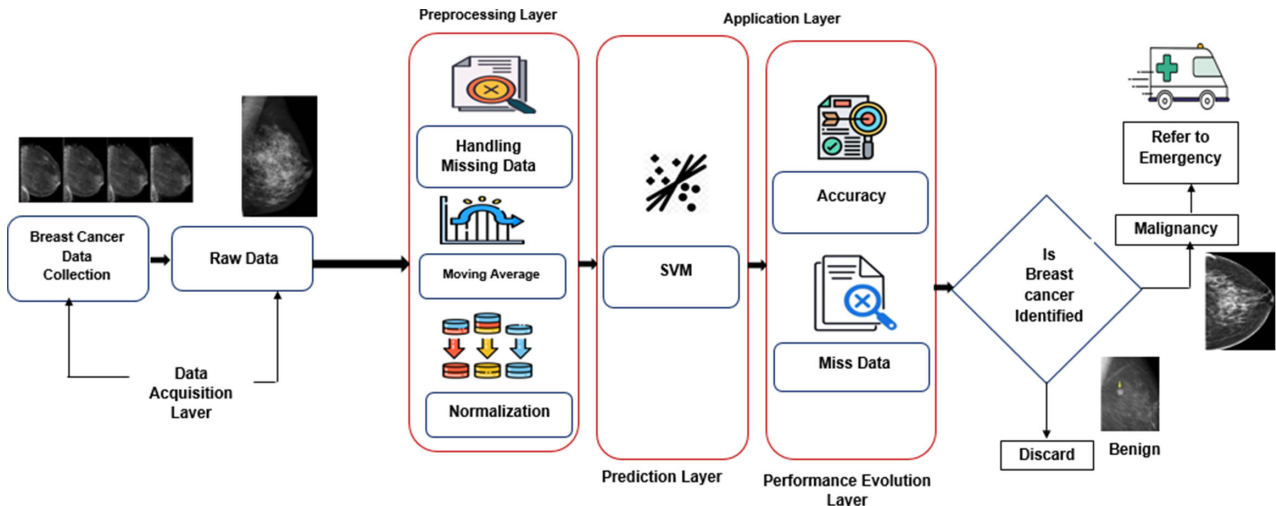 Preprocessing Layer
Application Layer
Handling
Missing Data
Moving Average
Normalization
Breast Cancer
Data
Collection
Raw Data
Data
Acquisition
Laver
SVM
Prediction Layer
Accuracy
Miss Data
Performance Evolution
Layer
Is
Breast
cancer
Identified
Refer to
Emergency
Malignancy
Discard
Benign